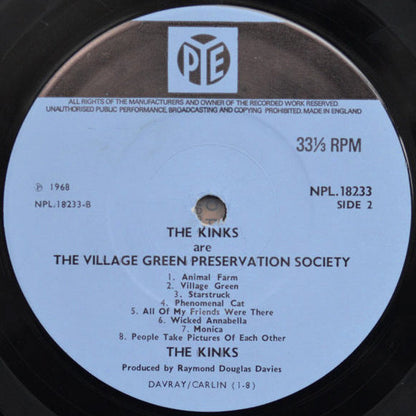 PYE
ALL RIGHTS OF THE MANUFACTURERS AND OWNER OF THE RECORDED WORK RESERVED.
UNAUTHORISED PUBLIC PERFORMANCE, BROADCASTING AND COPYING PROHIBITED. MADE IN ENGLAND
33⅓ RPM
℗ 1968
NPL.18233-B
NPL.18233
SIDE 2
THE KINKS
are
THE VILLAGE GREEN PRESERVATION SOCIETY
1. Animal Farm
2. Village Green
3. Starstruck
4. Phenomenal Cat
5. All Of My Friends Were There
6. Wicked Annabella
7. Monica
8. People Take Pictures Of Each Other
THE KINKS
Produced by Raymond Douglas Davies
DAVRAY/CARLIN (1-8)